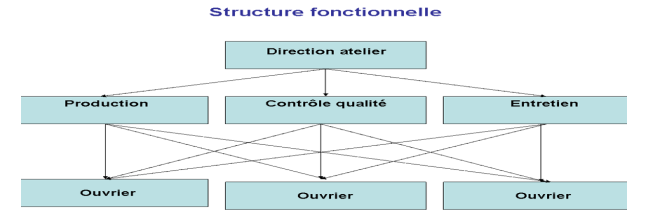 Structure fonctionnelle
Direction atelier
Production Contrôle qualité Entretien
Ouvrier Ouvrier Ouvrier